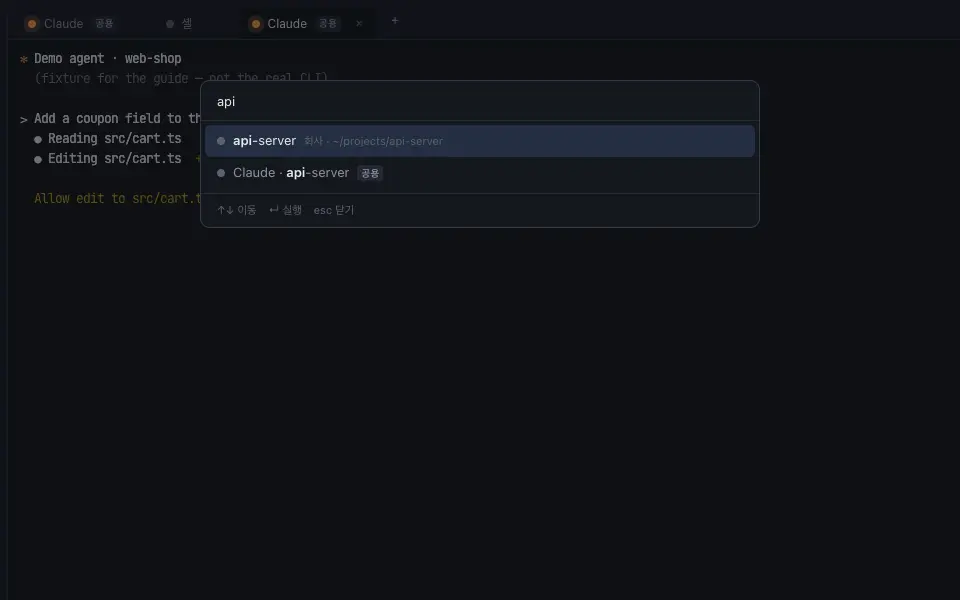 Claude 공용 셸 Claude 공용 × +
* Demo agent · web-shop
(fixture for the guide — not the real CLI)
api
> Add a coupon field to th
● Reading src/cart.ts
api-server 회사 · ~/projects/api-server
● Editing src/cart.ts
Claude · api-server 공용
Allow edit to src/cart.t
↑↓ 이동 ↵ 실행 esc 닫기